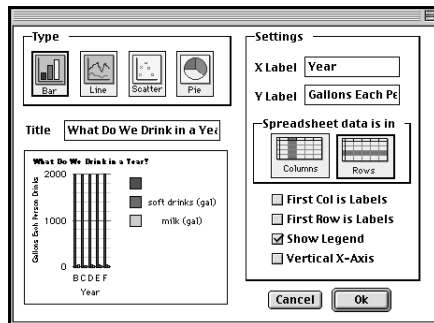 Type
Bar
Line
Scatter
Pie
Title
What Do We Drink in a Yea
What Do We Drink in a Year?
Gallons Each Person Drinks
2000
1000
0
B C D E F
Year
soft drinks (gal)
milk (gal)
Settings
X Label
Year
Y Label
Gallons Each Pe
Spreadsheet data is in
Columns
Rows
First Col is Labels
First Row is Labels
Show Legend
Vertical X-Axis
Cancel
Ok